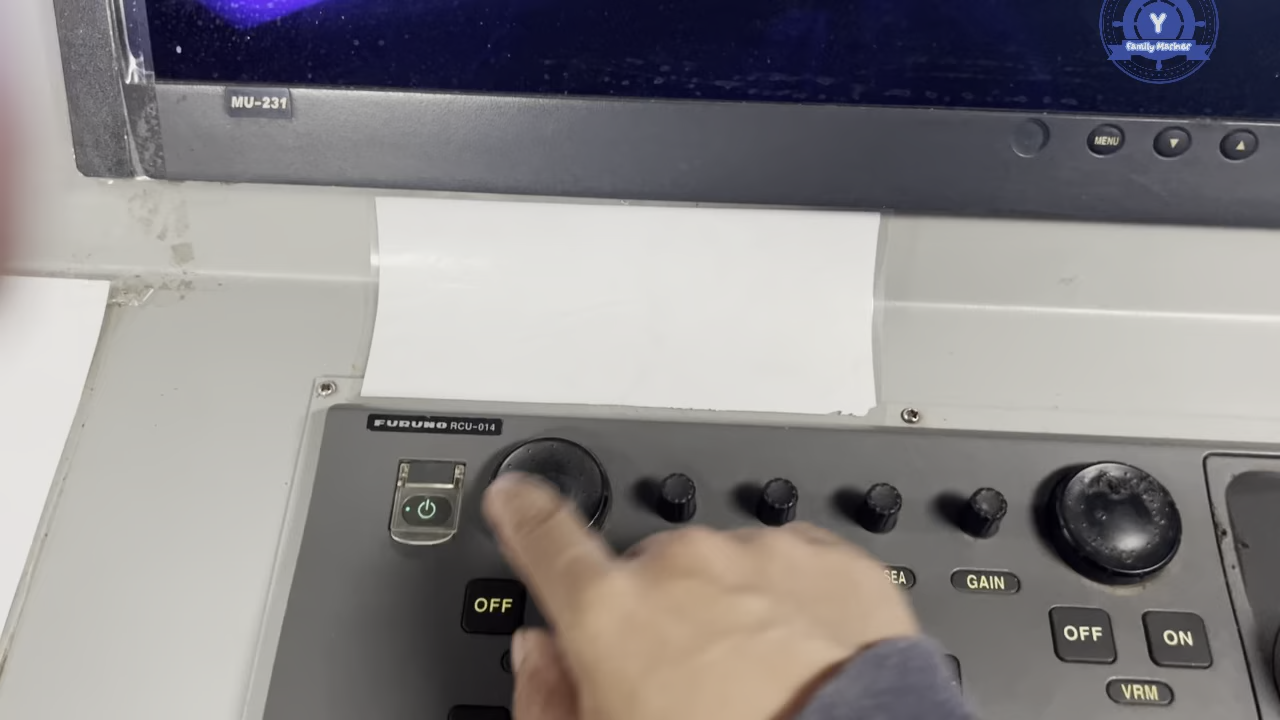 Y
Family Mariner
MU-231
MENU
FURUNO RCU-014
SEA
GAIN
OFF
OFF
ON
VRM